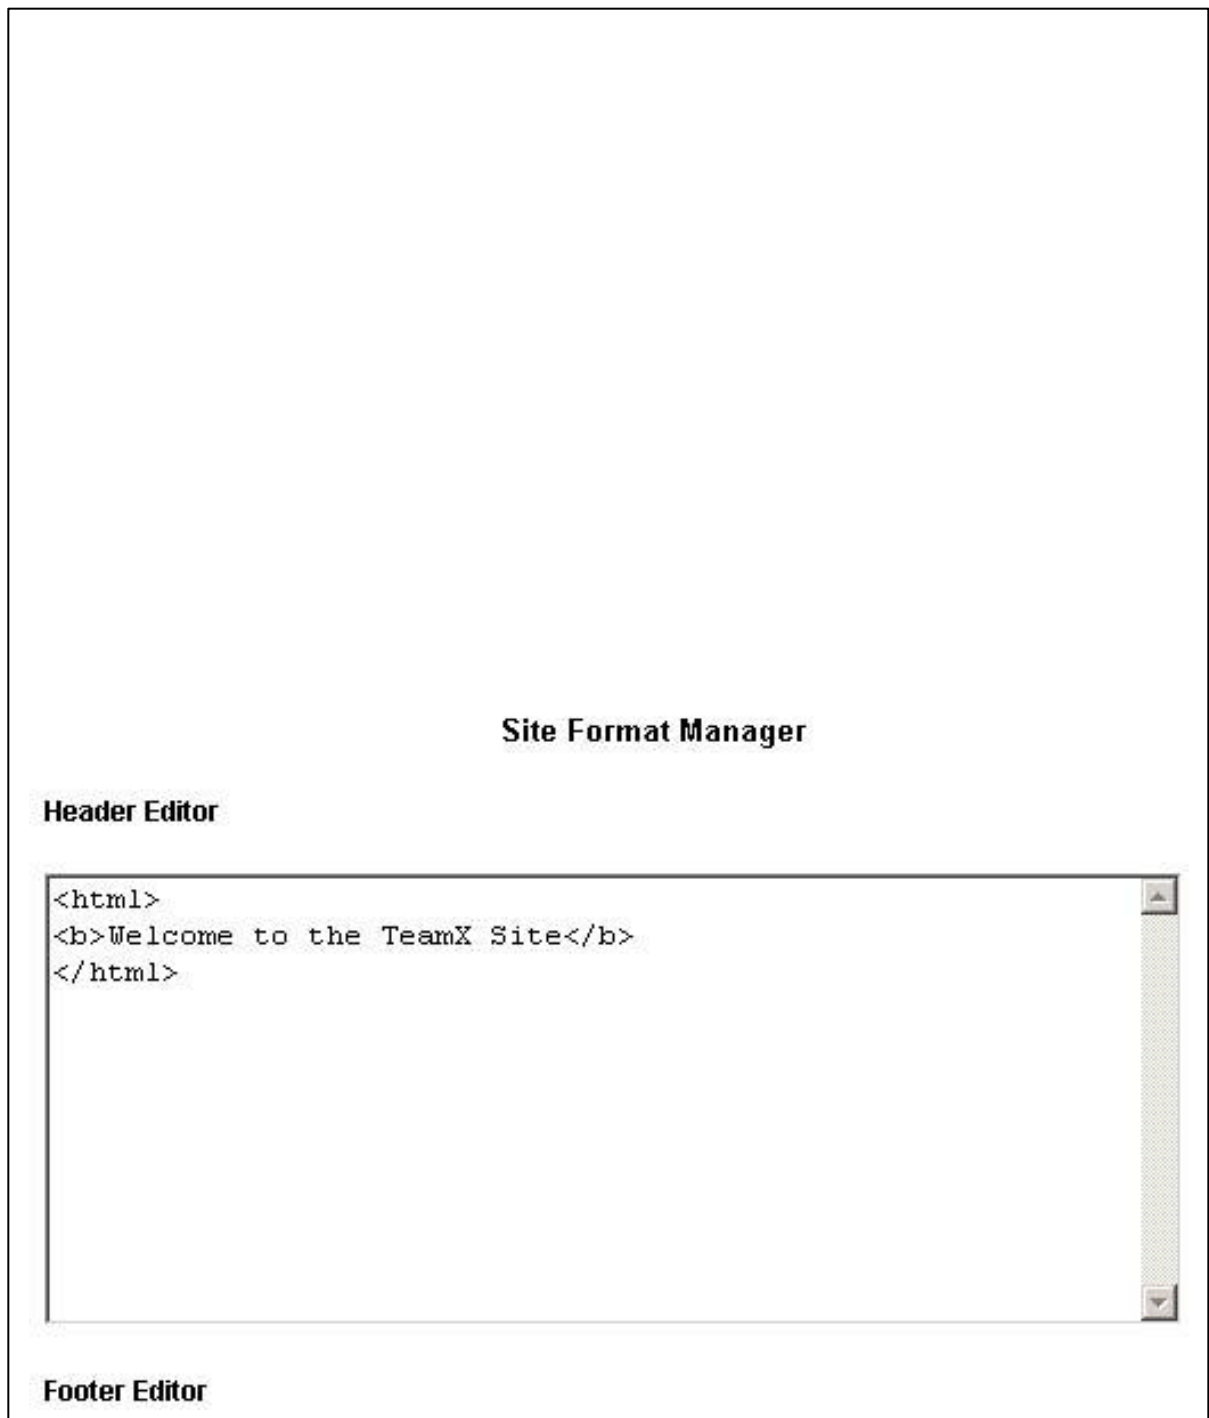 Site Format Manager
Header Editor
<html>
<b>Welcome to the TeamX Site</b>
</html>
Footer Editor